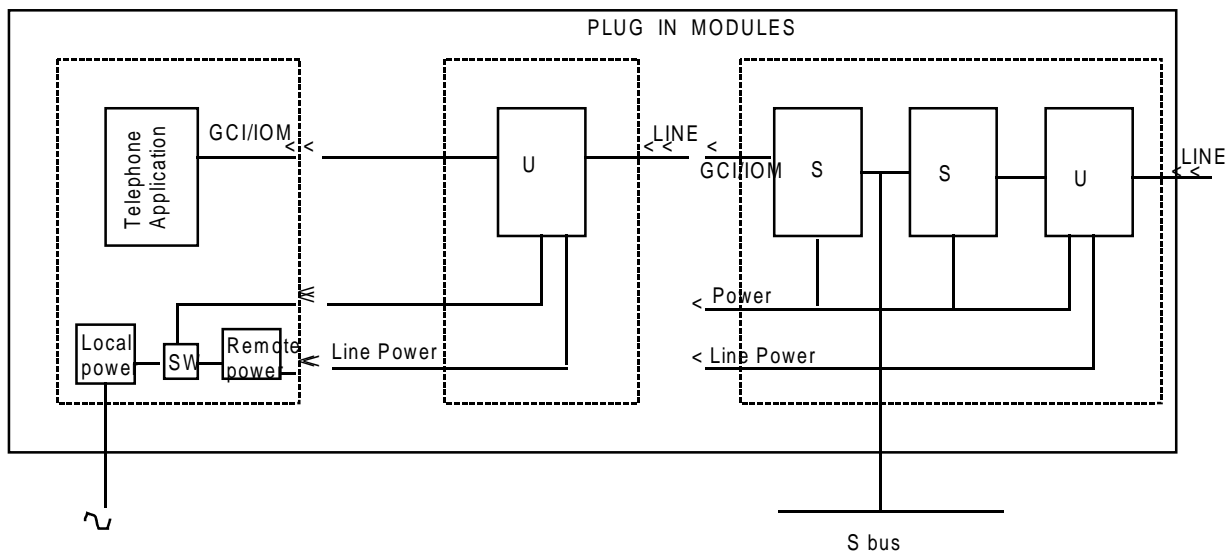 PLUG IN MODULES
Telephone
Application
GCI/IOM
U
LINE
GCI/IOM
S
S
U
LINE
Power
Local
power
SW
Remote
power
Line Power
Line Power
S bus